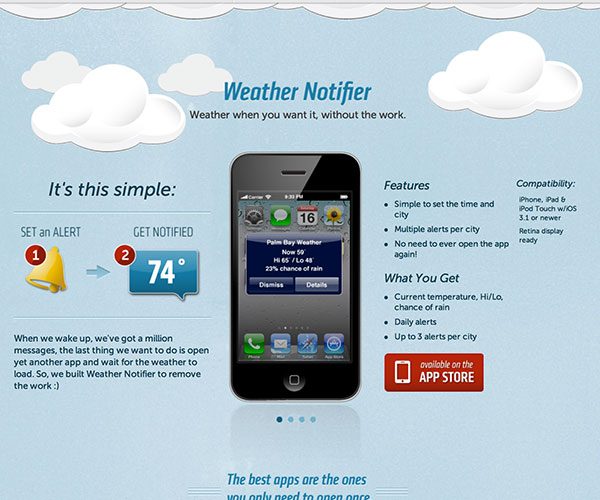 Weather Notifier
Weather when you want it, without the work.
It's this simple:
SET an ALERT
GET NOTIFIED
1
2
74°
When we wake up, we've got a million
messages, the last thing we want to do is open
yet another app and wait for the weather to
load. So, we built Weather Notifier to remove
the work :)
Carrier
9:33 PM
16
Palm Bay Weather
Now 59°
Hi 65° / Lo 48°
23% chance of rain
Dismiss
Details
Phone
Mail
Safari
App Store
Features
Simple to set the time and
city
Multiple alerts per city
No need to ever open the app
again!
What You Get
Current temperature, Hi/Lo,
chance of rain
Daily alerts
Up to 3 alerts per city
available on the
APP STORE
Compatibility:
iPhone, iPad &
iPod Touch w/iOS
3.1 or newer
Retina display
ready
The best apps are the ones
you only need to open once